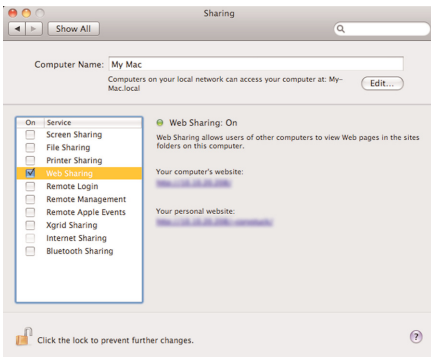 Sharing
Show All
Computer Name: My Mac
Computers on your local network can access your computer at: My-
Mac.local
Edit...
On Service
Screen Sharing
File Sharing
Printer Sharing
Web Sharing
Remote Login
Remote Management
Remote Apple Events
Xgrid Sharing
Internet Sharing
Bluetooth Sharing
Web Sharing: On
Web Sharing allows users of other computers to view Web pages in the sites
folders on this computer.
Your computer's website:
Your personal website:
Click the lock to prevent further changes.
?